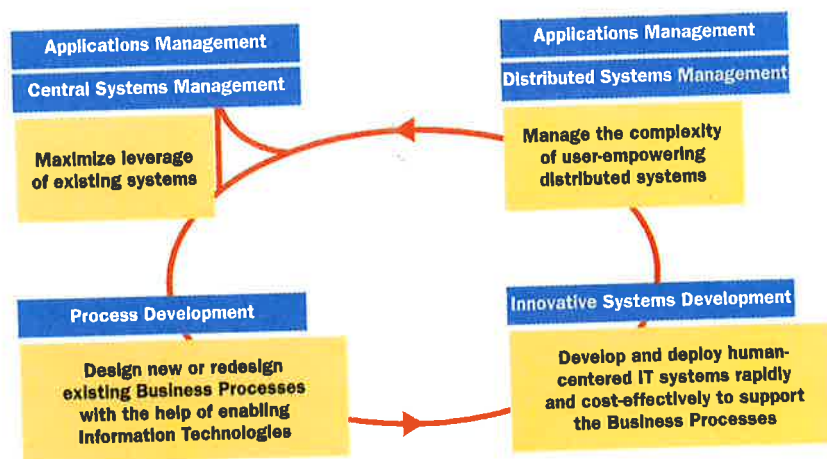 Applications Management
Central Systems Management
Maximize leverage
of existing systems
Applications Management
Distributed Systems Management
Manage the complexity
of user-empowering
distributed systems
Process Development
Design new or redesign
existing Business Processes
with the help of enabling
Information Technologies
Innovative Systems Development
Develop and deploy human-
centered IT systems rapidly
and cost-effectively to support
the Business Processes